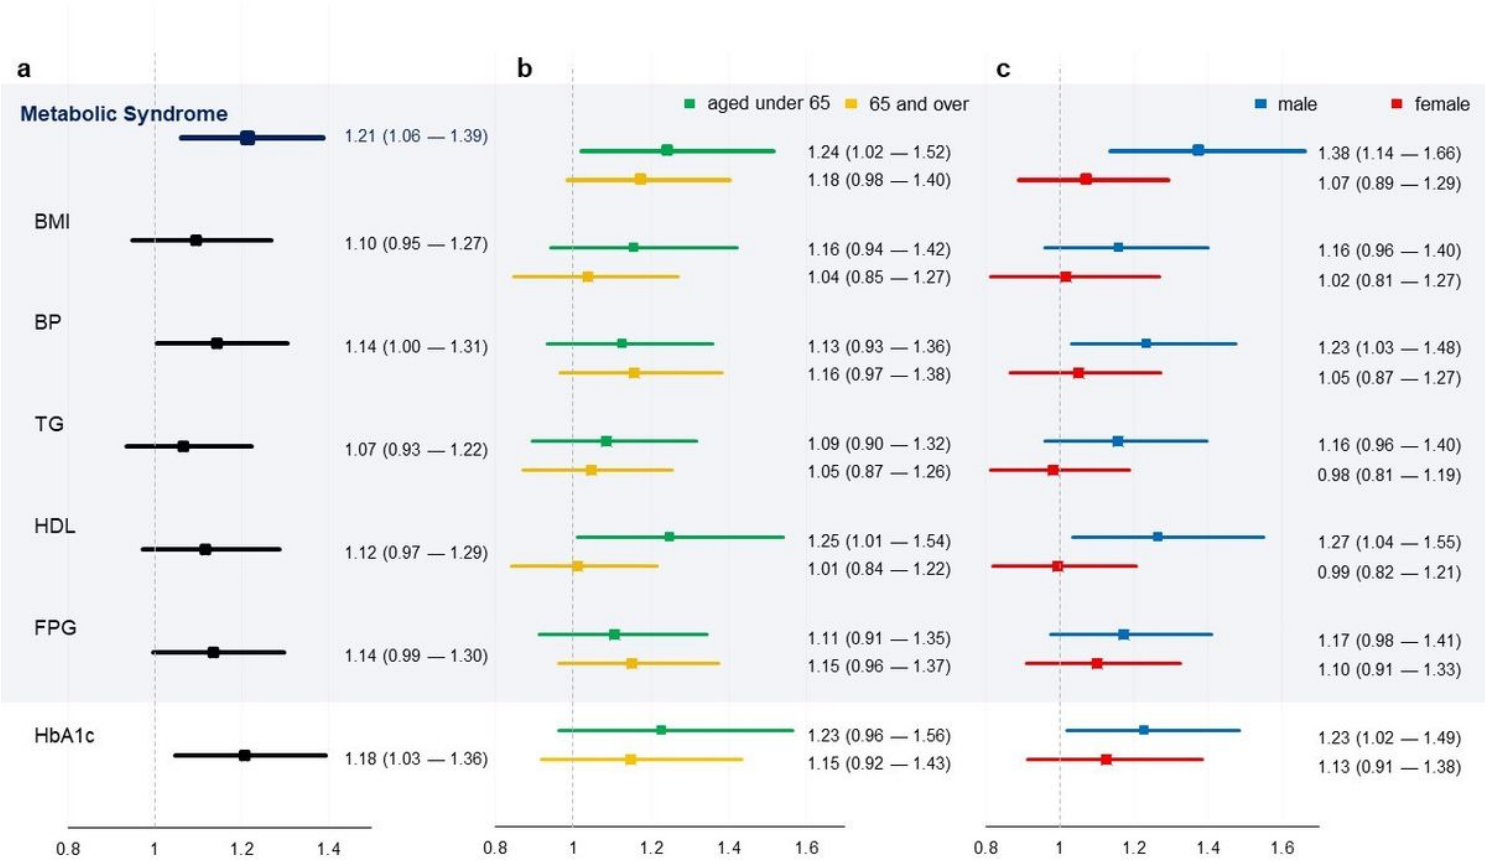 a
b
c
Metabolic Syndrome
aged under 65
65 and over
male
female
1.21 (1.06 — 1.39)
1.24 (1.02 — 1.52)
1.38 (1.14 — 1.66)
1.18 (0.98 — 1.40)
1.07 (0.89 — 1.29)
BMI
1.10 (0.95 — 1.27)
1.16 (0.94 — 1.42)
1.16 (0.96 — 1.40)
1.04 (0.85 — 1.27)
1.02 (0.81 — 1.27)
BP
1.14 (1.00 — 1.31)
1.13 (0.93 — 1.36)
1.23 (1.03 — 1.48)
1.16 (0.97 — 1.38)
1.05 (0.87 — 1.27)
TG
1.07 (0.93 — 1.22)
1.09 (0.90 — 1.32)
1.16 (0.96 — 1.40)
1.05 (0.87 — 1.26)
0.98 (0.81 — 1.19)
HDL
1.12 (0.97 — 1.29)
1.25 (1.01 — 1.54)
1.27 (1.04 — 1.55)
1.01 (0.84 — 1.22)
0.99 (0.82 — 1.21)
FPG
1.14 (0.99 — 1.30)
1.11 (0.91 — 1.35)
1.17 (0.98 — 1.41)
1.15 (0.96 — 1.37)
1.10 (0.91 — 1.33)
HbA1c
1.18 (1.03 — 1.36)
1.23 (0.96 — 1.56)
1.23 (1.02 — 1.49)
1.15 (0.92 — 1.43)
1.13 (0.91 — 1.38)
0.8 1 1.2 1.4
0.8 1 1.2 1.4 1.6
0.8 1 1.2 1.4 1.6